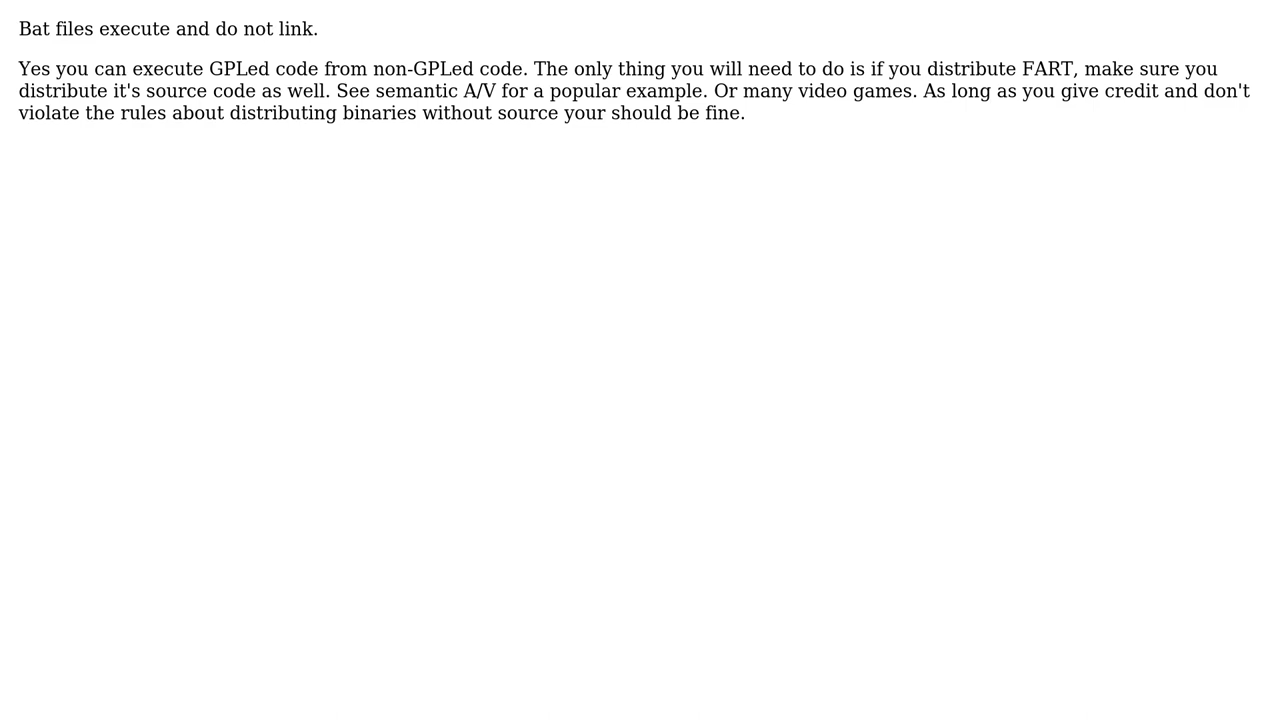 Bat files execute and do not link.
Yes you can execute GPLed code from non-GPLed code. The only thing you will need to do is if you distribute FART, make sure you
distribute it's source code as well. See semantic A/V for a popular example. Or many video games. As long as you give credit and don't
violate the rules about distributing binaries without source your should be fine.